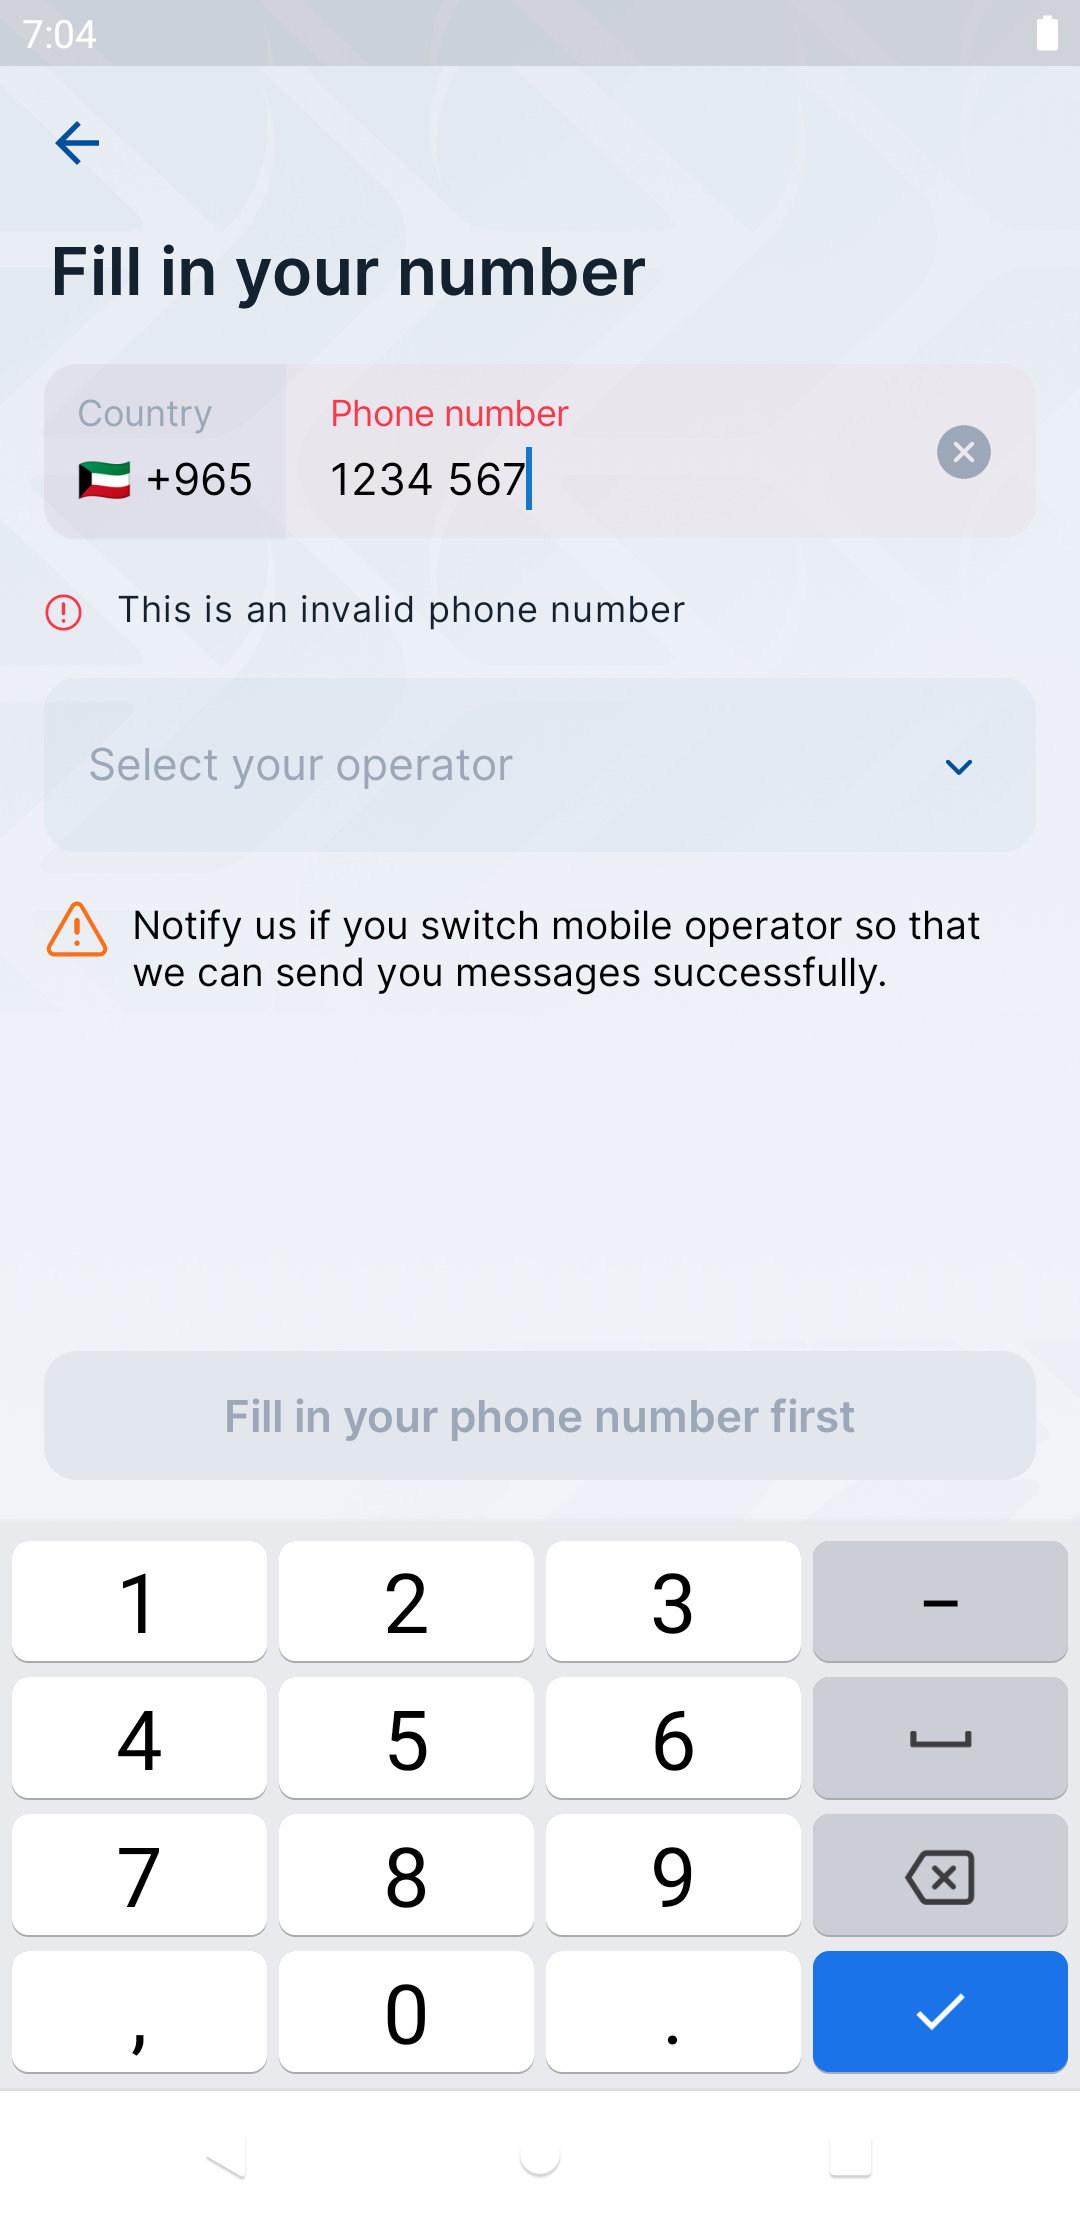 7:04
Fill in your number
Country
Phone number
+965
1234 567
This is an invalid phone number
Select your operator
Notify us if you switch mobile operator so that
we can send you messages successfully.
Fill in your phone number first
1 2 3 –
4 5 6
7 8 9
, 0 .